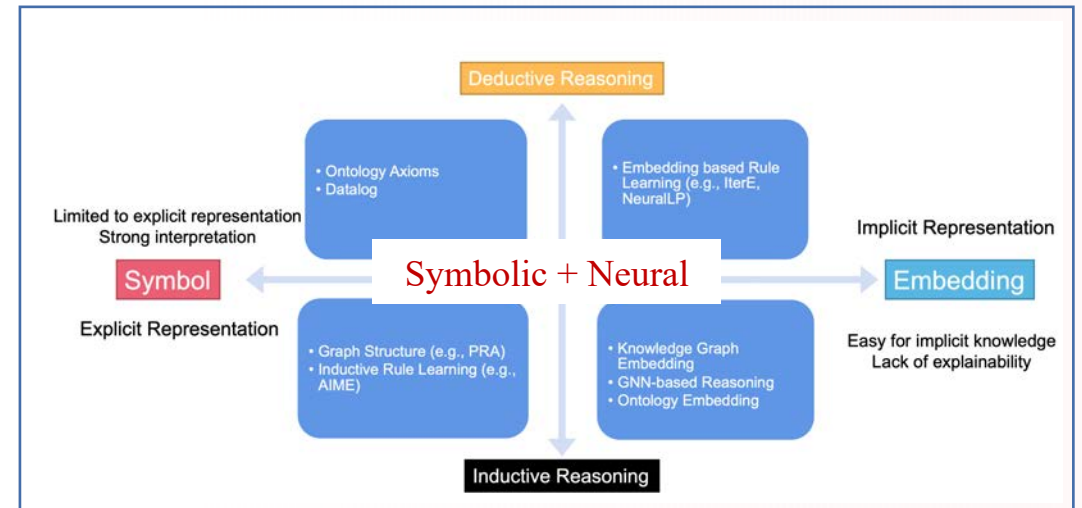 Deductive Reasoning
• Ontology Axioms
• Datalog
• Embedding based Rule
Learning (e.g., IterE,
NeuralLP)
Limited to explicit representation
Strong interpretation
Symbol
Explicit Representation
Symbolic + Neural
Implicit Representation
Embedding
Easy for implicit knowledge
Lack of explainability
• Graph Structure (e.g., PRA)
• Inductive Rule Learning (e.g.,
AIME)
• Knowledge Graph
Embedding
• GNN-based Reasoning
• Ontology Embedding
Inductive Reasoning